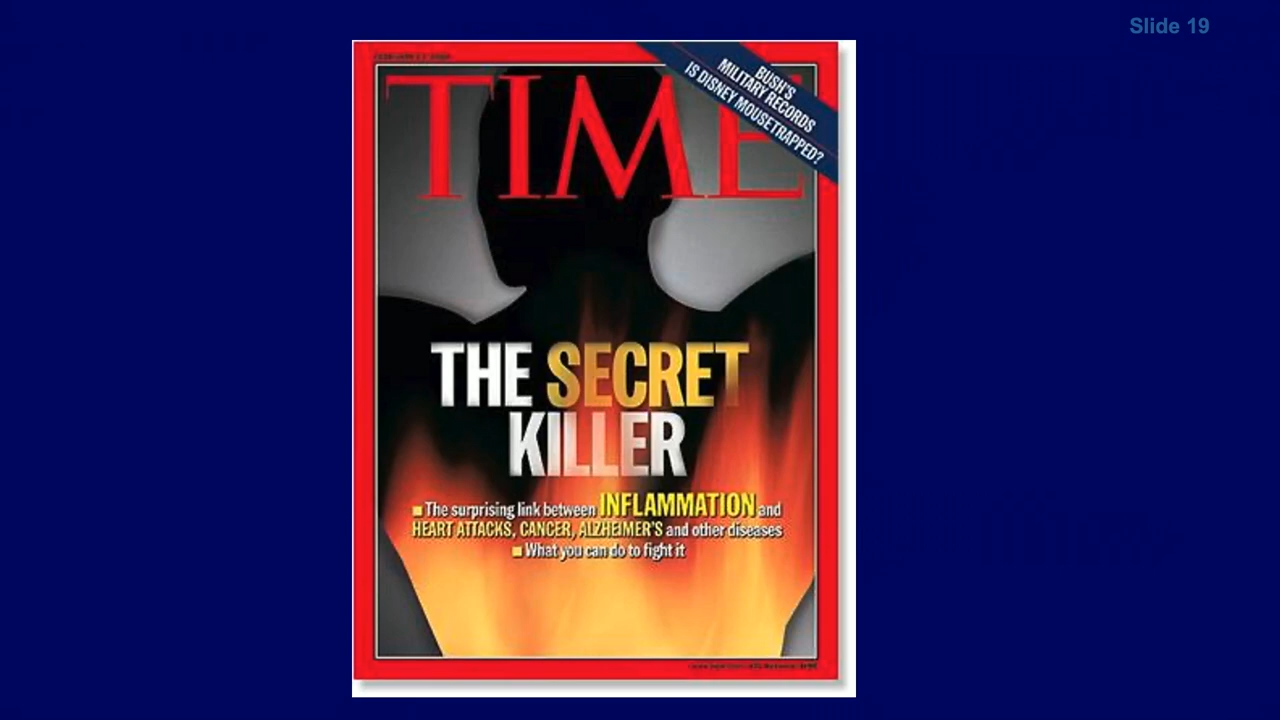 Slide 19
TIME
BUSH'S
MILITARY RECORDS
IS DISNEY MOUSETRAPPED?
THE SECRET
KILLER
The surprising link between INFLAMMATION and
HEART ATTACKS, CANCER, ALZHEIMER'S and other diseases
What you can do to fight it